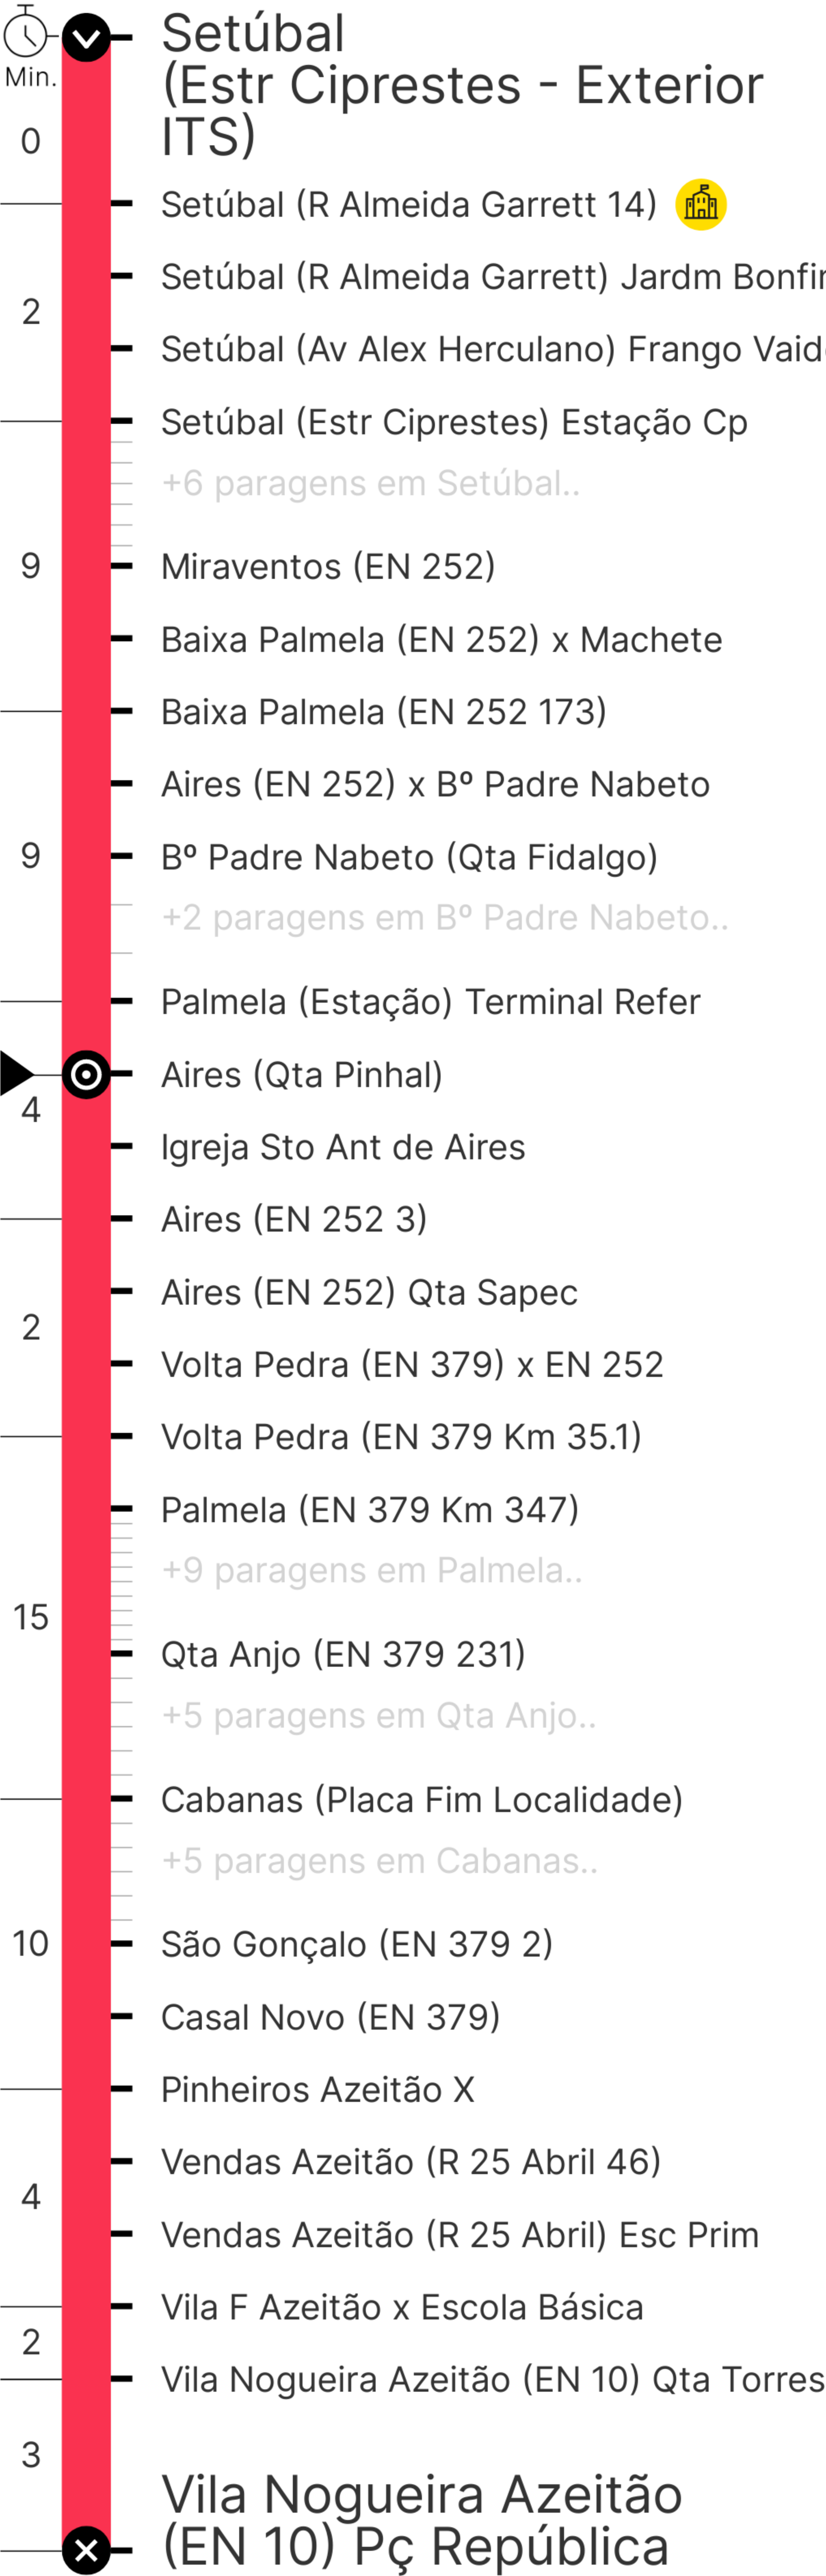 Setúbal
(Estr Ciprestes - Exterior
ITS)
Min.
0
Setúbal (R Almeida Garrett 14)
Setúbal (R Almeida Garrett) Jardm
2
Setúbal (Av Alex Herculano) Frango
Setúbal (Estr Ciprestes) Estação Cp
+6 paragens em Setúbal..
9
Miraventos (EN 252)
Baixa Palmela (EN 252) x Machete
Baixa Palmela (EN 252 173)
Aires (EN 252) x Bº Padre Nabeto
9
Bº Padre Nabeto (Qta Fidalgo)
+2 paragens em Bº Padre Nabeto..
Palmela (Estação) Terminal Refer
Aires (Qta Pinhal)
4
Igreja Sto Ant de Aires
Aires (EN 252 3)
Aires (EN 252) Qta Sapec
2
Volta Pedra (EN 379) x EN 252
Volta Pedra (EN 379 Km 35.1)
Palmela (EN 379 Km 347)
+9 paragens em Palmela..
15
Qta Anjo (EN 379 231)
+5 paragens em Qta Anjo..
Cabanas (Placa Fim Localidade)
+5 paragens em Cabanas..
10
São Gonçalo (EN 379 2)
Casal Novo (EN 379)
Pinheiros Azeitão X
Vendas Azeitão (R 25 Abril 46)
4
Vendas Azeitão (R 25 Abril) Esc Prim
Vila F Azeitão x Escola Básica
2
Vila Nogueira Azeitão (EN 10) Qta Torres
3
Vila Nogueira Azeitão
(EN 10) Pç República